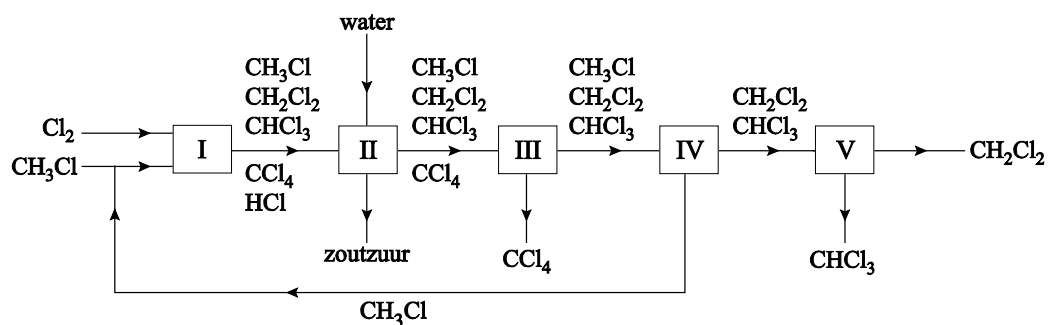 water
CH₃Cl
CH₂Cl₂
CHCl₃
CH₃Cl
CH₂Cl₂
CHCl₃
CH₃Cl
CH₂Cl₂
CHCl₃
CH₂Cl₂
CHCl₃
Cl₂
CH₃Cl
I
II
III
IV
V
CH₂Cl₂
CCl₄
HCl
CCl₄
zoutzuur
CCl₄
CHCl₃
CH₃Cl